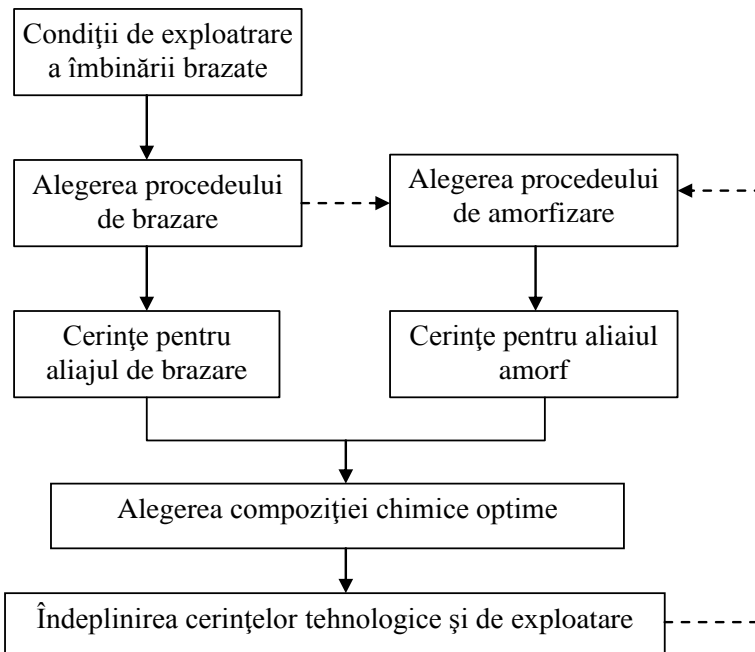 Condiţii de exploatrare
a îmbinării brazate
Alegerea procedeului
de brazare
Alegerea procedeului
de amorfizare
Cerinţe pentru
aliajul de brazare
Cerinţe pentru aliaiul
amorf
Alegerea compoziţiei chimice optime
Îndeplinirea cerinţelor tehnologice şi de exploatare